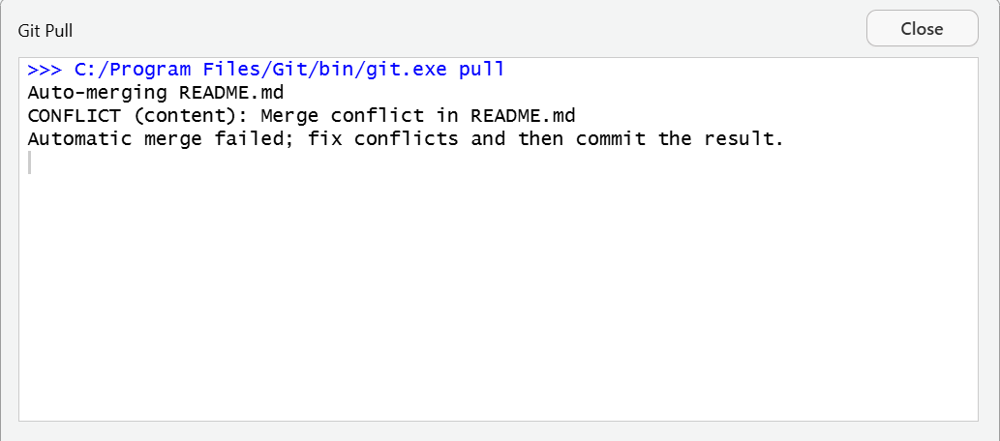 Git Pull
Close
>>> C:/Program Files/Git/bin/git.exe pull
Auto-merging README.md
CONFLICT (content): Merge conflict in README.md
Automatic merge failed; fix conflicts and then commit the result.